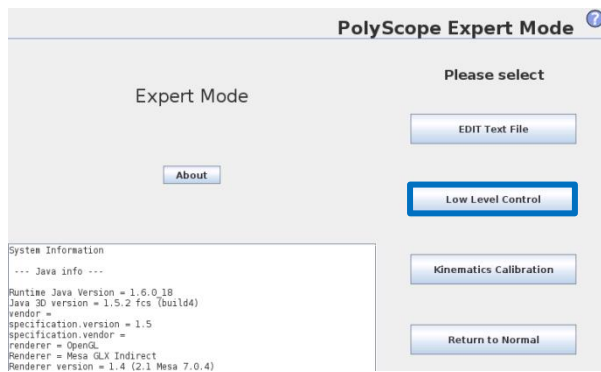 PolyScope Expert Mode ?
Please select
Expert Mode
EDIT Text File
About
Low Level Control
System Information
--- Java info ---
Kinematics Calibration
Runtime Java Version = 1.6.0_18
Java 3D version = 1.5.2 fcs (build4)
vendor =
specification.version = 1.5
specification.vendor =
renderer = OpenGL
Return to Normal
Renderer = Mesa GLX Indirect
Renderer version = 1.4 (2.1 Mesa 7.0.4)